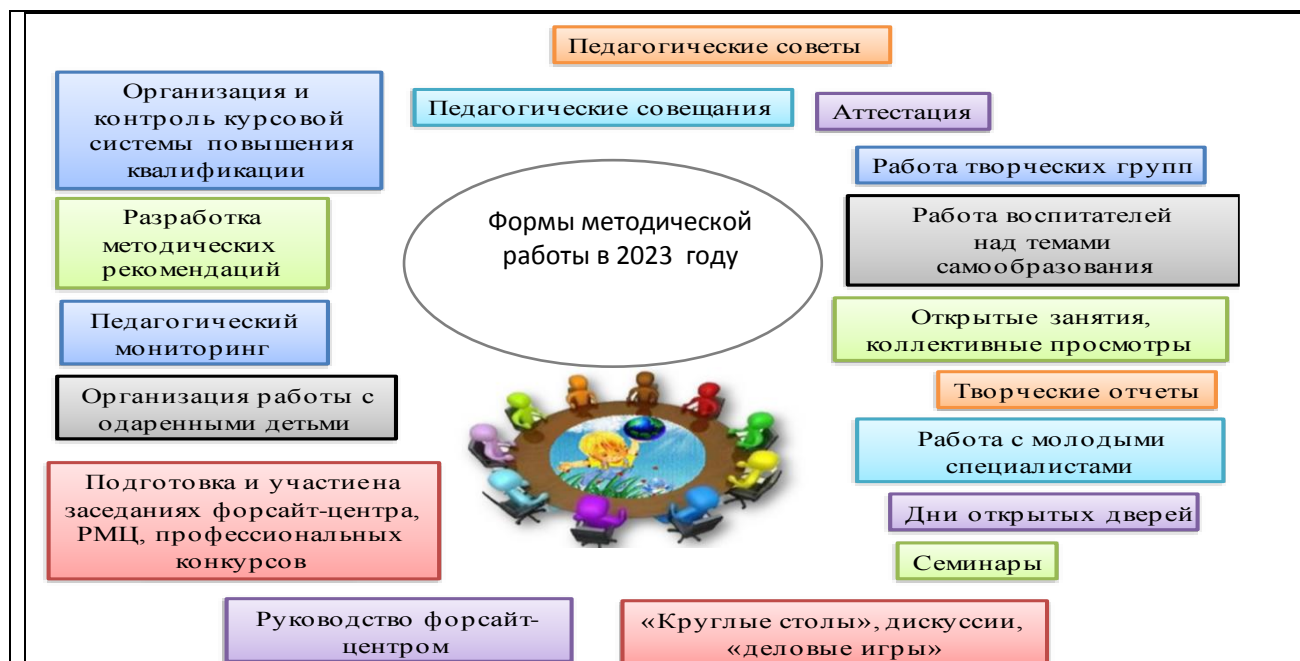 Педагогические советы
Организация и
контроль курсовой
системы повышения
квалификации
Педагогические совещания
Аттестация
Работа творческих групп
Формы методической
работы в 2023 году
Разработка
методических
рекомендаций
Работа воспитателей
над темами
самообразования
Педагогический
мониторинг
Открытые занятия,
коллективные просмотры
Организация работы с
одаренными детьми
Творческие отчеты
Работа с молодыми
специалистами
Подготовка и участиена
заседаниях форсайт-центра,
РМЦ, профессиональных
конкурсов
Дни открытых дверей
Семинары
Руководство форсайт-
центром
«Круглые столы», дискуссии,
«деловые игры»